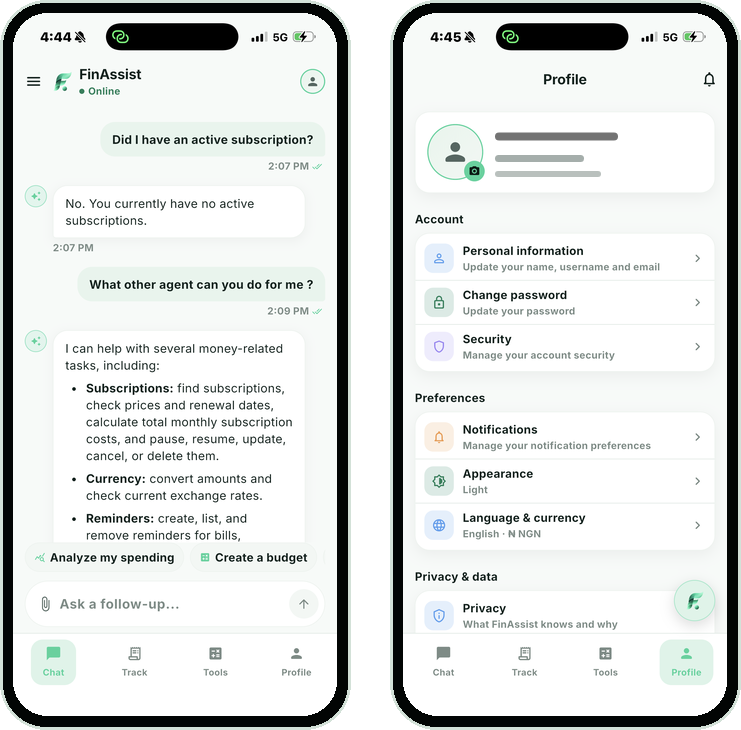 4:44
5G
FinAssist
Online
Did I have an active subscription?
2:07 PM
No. You currently have no active
subscriptions.
2:07 PM
What other agent can you do for me ?
2:09 PM
I can help with several money-related
tasks, including:
• Subscriptions: find subscriptions,
check prices and renewal dates,
calculate total monthly subscription
costs, and pause, resume, update,
cancel, or delete them.
• Currency: convert amounts and
check current exchange rates.
• Reminders: create, list, and
remove reminders for bills,
Analyze my spending
Create a budget
Ask a follow-up...
Chat
Track
Tools
Profile
4:45
5G
Profile
Account
Personal information
Update your name, username and email
Change password
Update your password
Security
Manage your account security
Preferences
Notifications
Manage your notification preferences
Appearance
Light
Language & currency
English · ₦ NGN
Privacy & data
Privacy
What FinAssist knows and why
Chat
Track
Tools
Profile